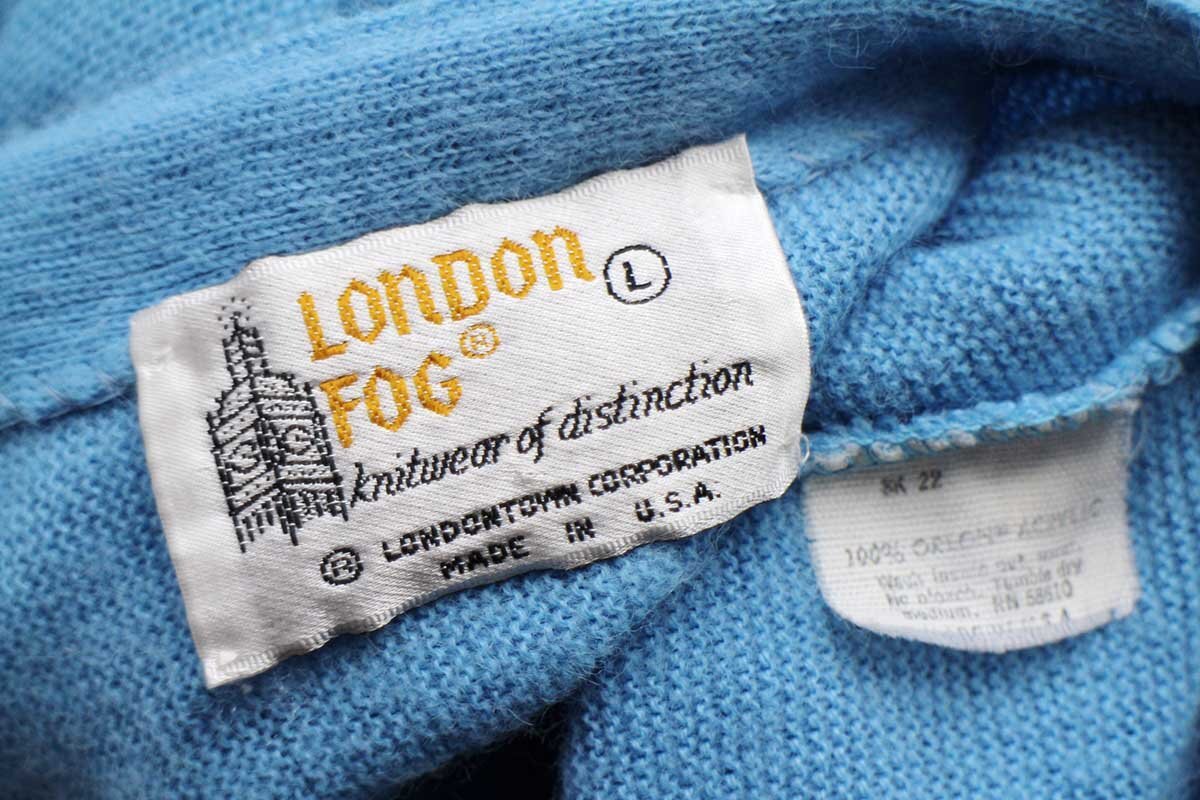 LONDON L
FOG®
knitwear of distinction
® LONDONTOWN CORPORATION
MADE IN U.S.A.
22
100% ORLON® ACRYLIC
Wash inside out, warm.
No bleach. Tumble dry
medium. RN 58610